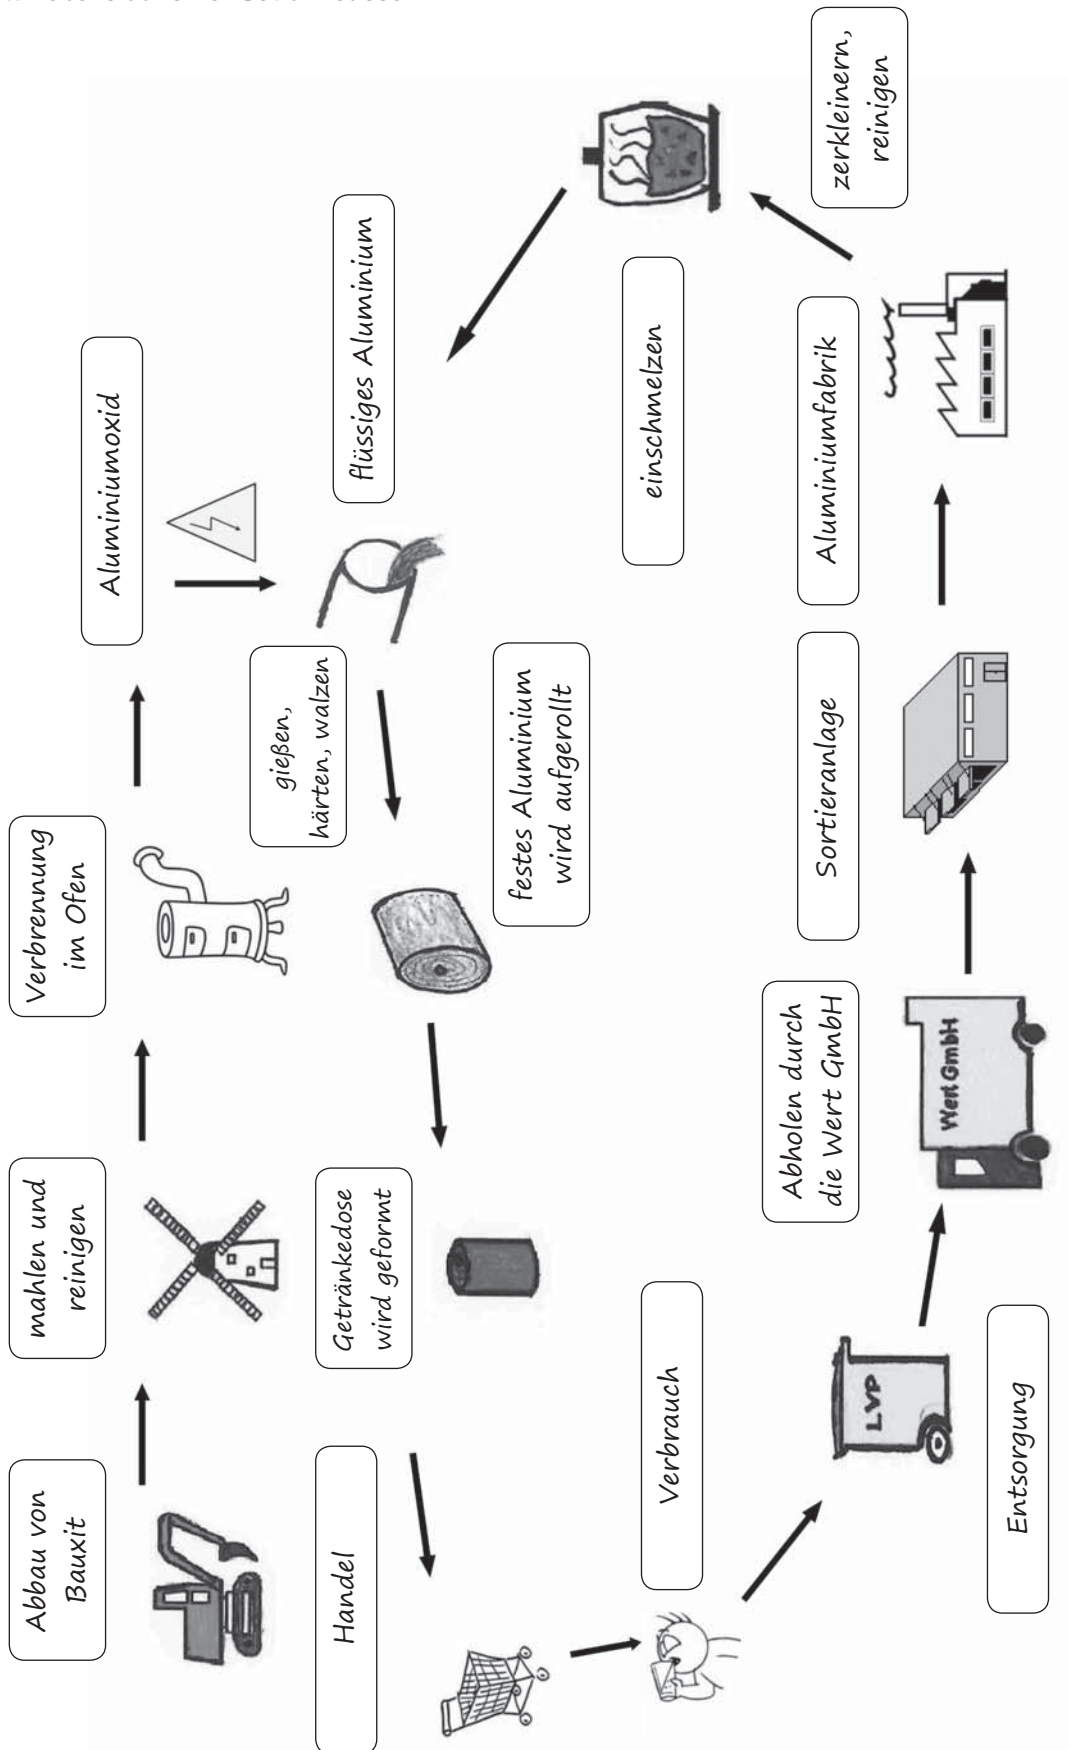 Abbau von
Bauxit
mahlen und
reinigen
Verbrennung
im Ofen
Aluminiumoxid
flüssiges Aluminium
gießen,
härten, walzen
festes Aluminium
wird aufgerollt
Getränkedose
wird geformt
Handel
Verbrauch
Entsorgung
LVP
Abholen durch
die Wert GmbH
Wert GmbH
Sortieranlage
Aluminiumfabrik
zerkleinern,
reinigen
einschmelzen